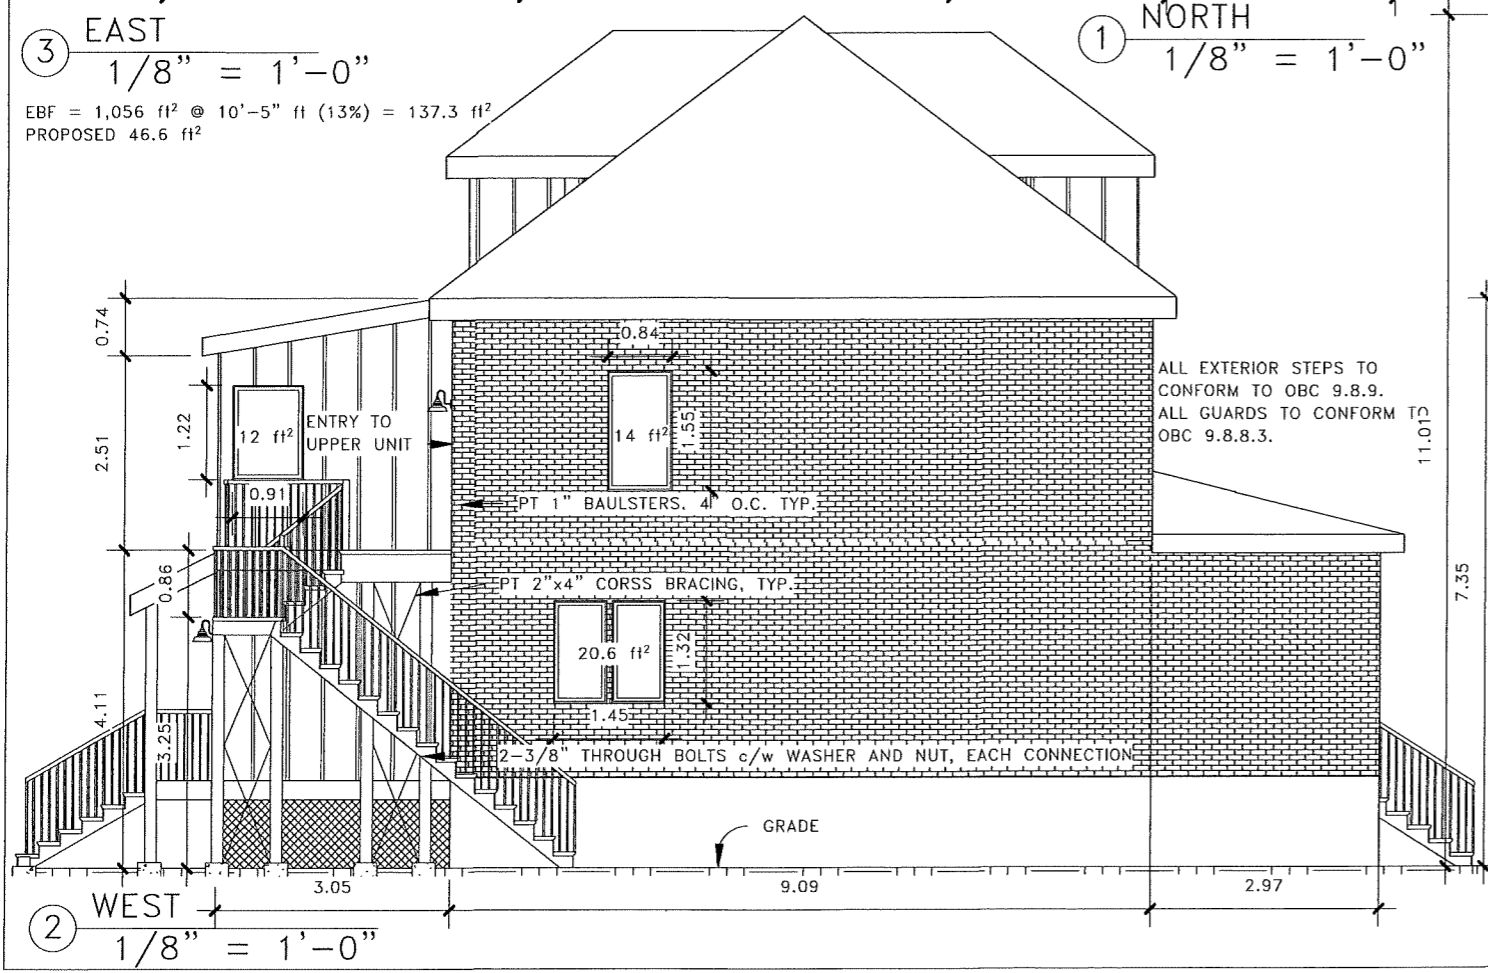 3 EAST
1/8" = 1'-0"
EBF = 1,056 ft² @ 10'-5" ft (13%) = 137.3 ft²
PROPOSED 46.6 ft²
1 NORTH
1/8" = 1'-0"
0.74
2.51
1.22
12 ft²
ENTRY TO
UPPER UNIT
0.91
0.84
14 ft²
1.55
ALL EXTERIOR STEPS TO
CONFORM TO OBC 9.8.9.
ALL GUARDS TO CONFORM TO
OBC 9.8.8.3.
11.01
7.35
PT 1" BAULSTERS, 4" O.C. TYP.
0.86
PT 2"x4" CORSS BRACING, TYP.
20.6 ft²
1.32
1.45
4.11
3.25
2-3/8" THROUGH BOLTS c/w WASHER AND NUT, EACH CONNECTION
GRADE
3.05
9.09
2.97
2 WEST
1/8" = 1'-0"